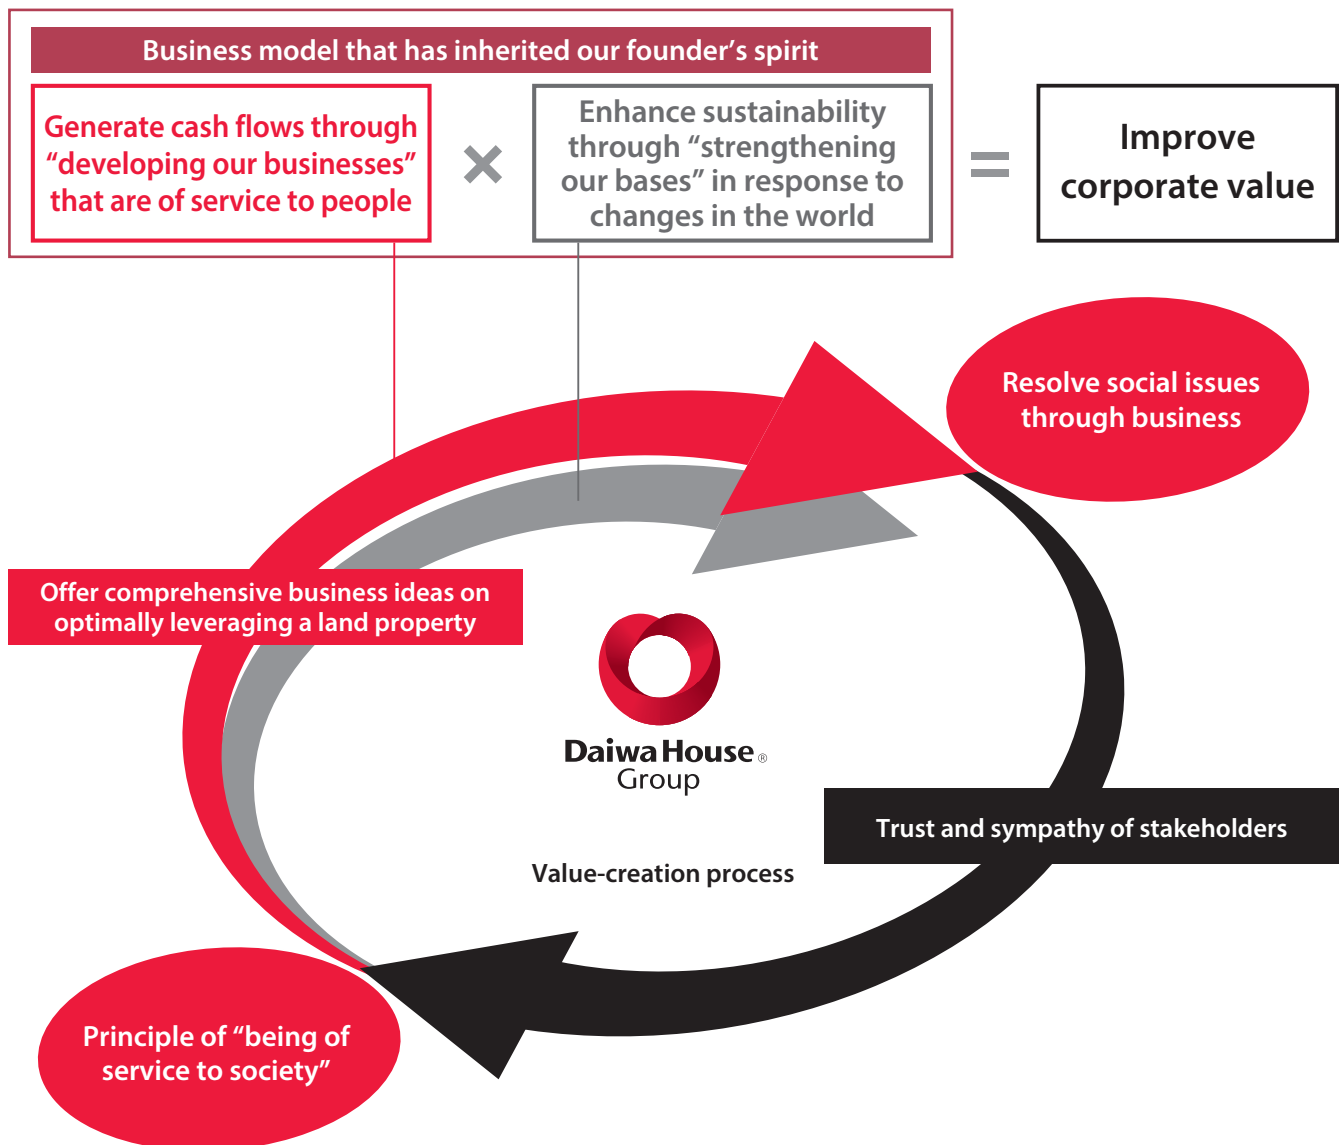 Business model that has inherited our founder’s spirit
Generate cash flows through
“developing our businesses”
that are of service to people
×
Enhance sustainability
through “strengthening
our bases” in response to
changes in the world
=
Improve
corporate value
Resolve social issues
through business
Offer comprehensive business ideas on
optimally leveraging a land property
Daiwa House®
Group
Trust and sympathy of stakeholders
Value-creation process
Principle of “being of
service to society”